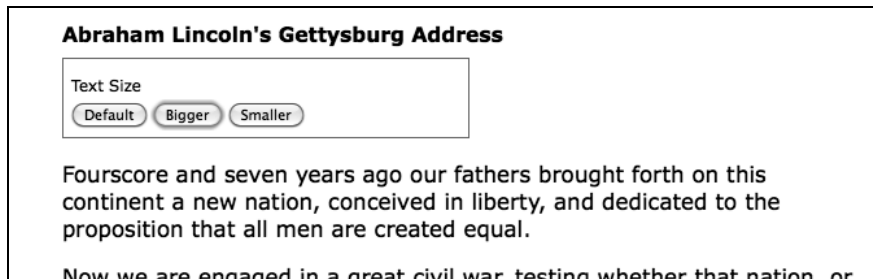 Abraham Lincoln's Gettysburg Address
Text Size
Default Bigger Smaller
Fourscore and seven years ago our fathers brought forth on this
continent a new nation, conceived in liberty, and dedicated to the
proposition that all men are created equal.
Now we are engaged in a great civil war, testing whether that nation, or